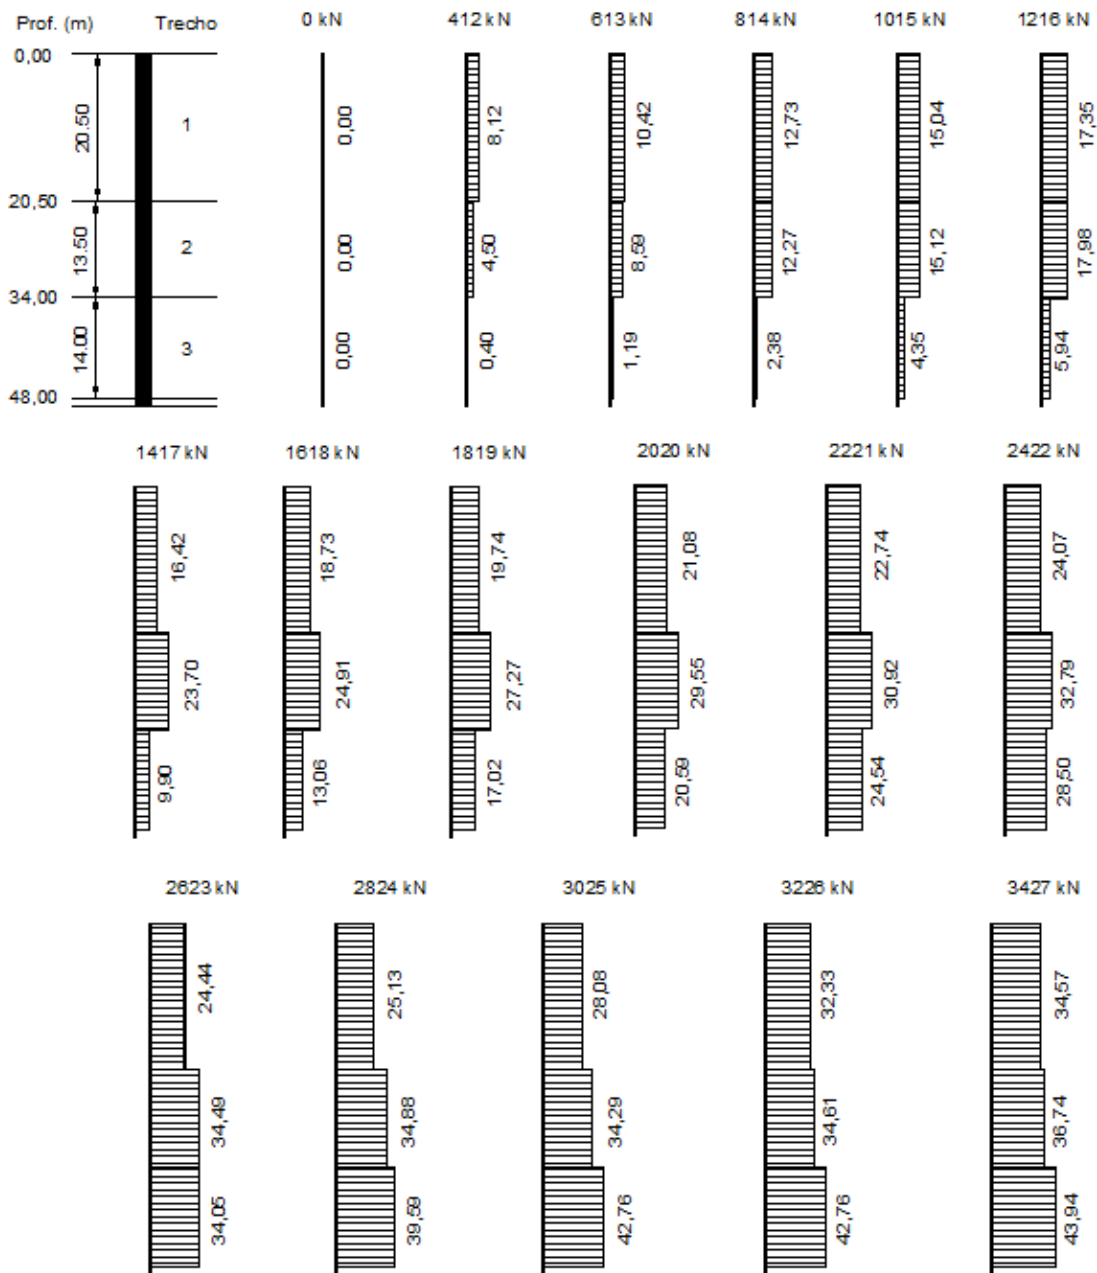 Prof. (m) Trecho 0 kN 412 kN 613 kN 814 kN 1015 kN 1216 kN
0,00
20.50 1 0,00 8,12 10,42 12,73 15,04 17,35
20,50
13.50 2 0,00 4,50 8,59 12,27 15,12 17,98
34,00
14.00 3 0,00 0,40 1,19 2,38 4,35 5,94
48,00
1417 kN 1618 kN 1819 kN 2020 kN 2221 kN 2422 kN
16,42 18,73 19,74 21,08 22,74 24,07
23,70 24,91 27,27 29,55 30,92 32,79
9,90 13,06 17,02 20,59 24,54 28,50
2623 kN 2824 kN 3025 kN 3226 kN 3427 kN
24,44 25,13 28,08 32,33 34,57
34,49 34,88 34,29 34,61 36,74
34,05 39,59 42,76 42,76 43,94